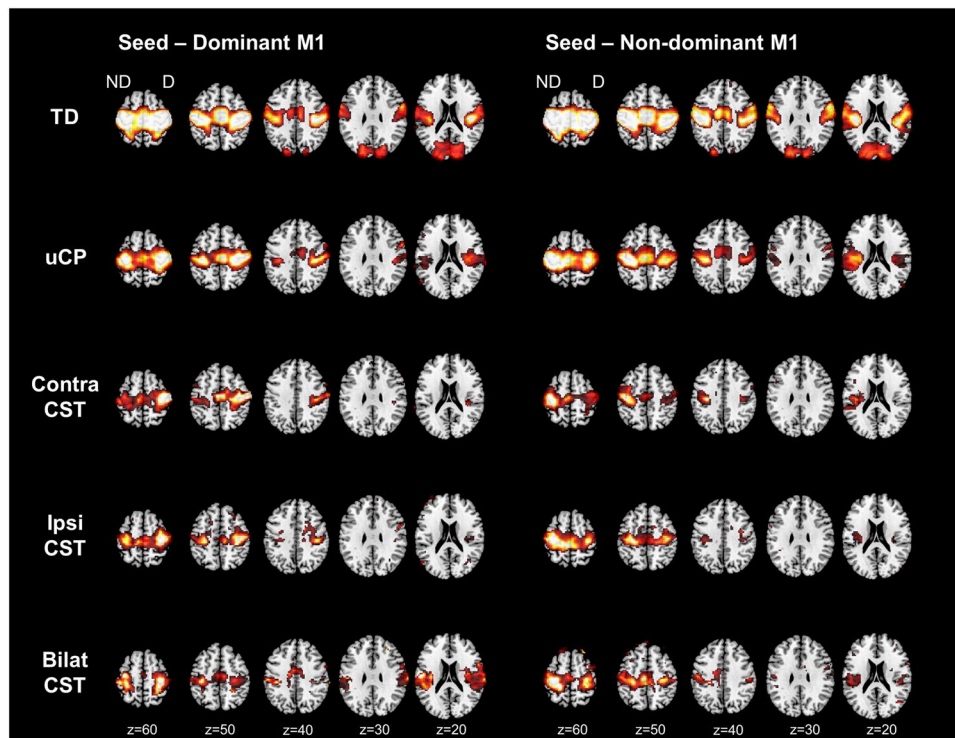 Seed – Dominant M1
Seed – Non-dominant M1
ND D
ND D
TD
uCP
Contra
CST
Ipsi
CST
Bilat
CST
z=60 z=50 z=40 z=30 z=20
z=60 z=50 z=40 z=30 z=20